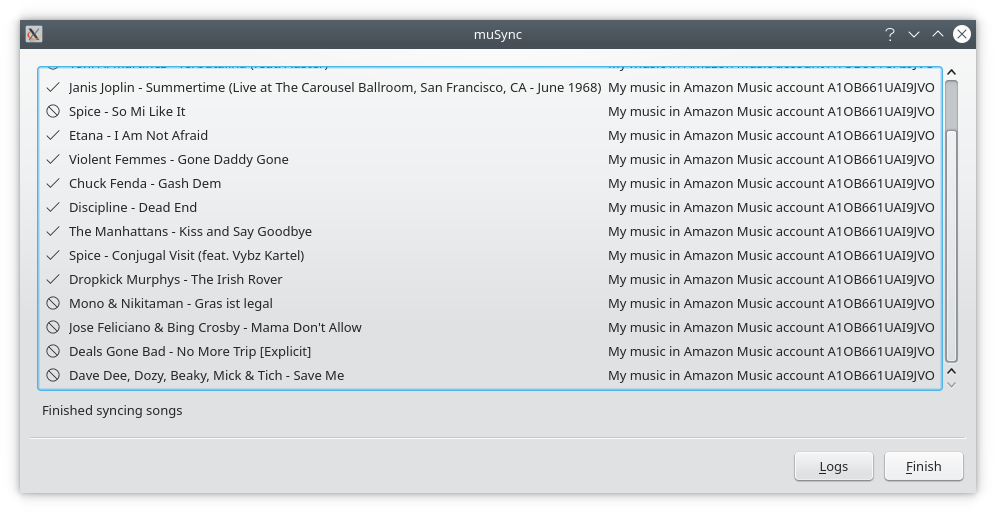 muSync
Janis Joplin - Summertime (Live at The Carousel Ballroom, San Francisco, CA - June 1968) My music in Amazon Music account A1OB661UAI9JVO
Spice - So Mi Like It My music in Amazon Music account A1OB661UAI9JVO
Etana - I Am Not Afraid My music in Amazon Music account A1OB661UAI9JVO
Violent Femmes - Gone Daddy Gone My music in Amazon Music account A1OB661UAI9JVO
Chuck Fenda - Gash Dem My music in Amazon Music account A1OB661UAI9JVO
Discipline - Dead End My music in Amazon Music account A1OB661UAI9JVO
The Manhattans - Kiss and Say Goodbye My music in Amazon Music account A1OB661UAI9JVO
Spice - Conjugal Visit (feat. Vybz Kartel) My music in Amazon Music account A1OB661UAI9JVO
Dropkick Murphys - The Irish Rover My music in Amazon Music account A1OB661UAI9JVO
Mono & Nikitaman - Gras ist legal My music in Amazon Music account A1OB661UAI9JVO
Jose Feliciano & Bing Crosby - Mama Don't Allow My music in Amazon Music account A1OB661UAI9JVO
Deals Gone Bad - No More Trip [Explicit] My music in Amazon Music account A1OB661UAI9JVO
Dave Dee, Dozy, Beaky, Mick & Tich - Save Me My music in Amazon Music account A1OB661UAI9JVO
Finished syncing songs
Logs Finish